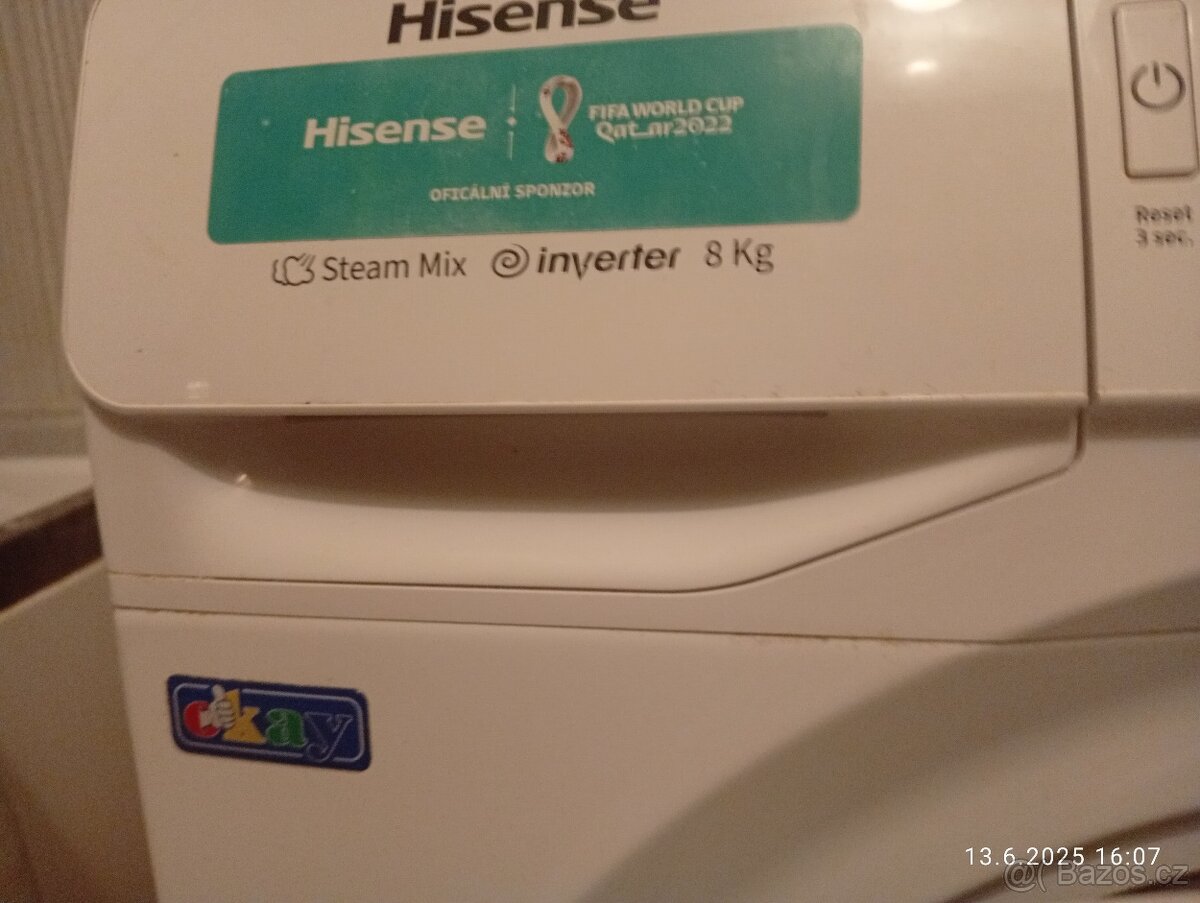 Hisense
Hisense
FIFA WORLD CUP
Qatar2022
OFICÁLNÍ SPONZOR
Steam Mix inverter 8 Kg
Reset
3 sec.
okay
13.6.2025 16:07
@( Bazos.cz